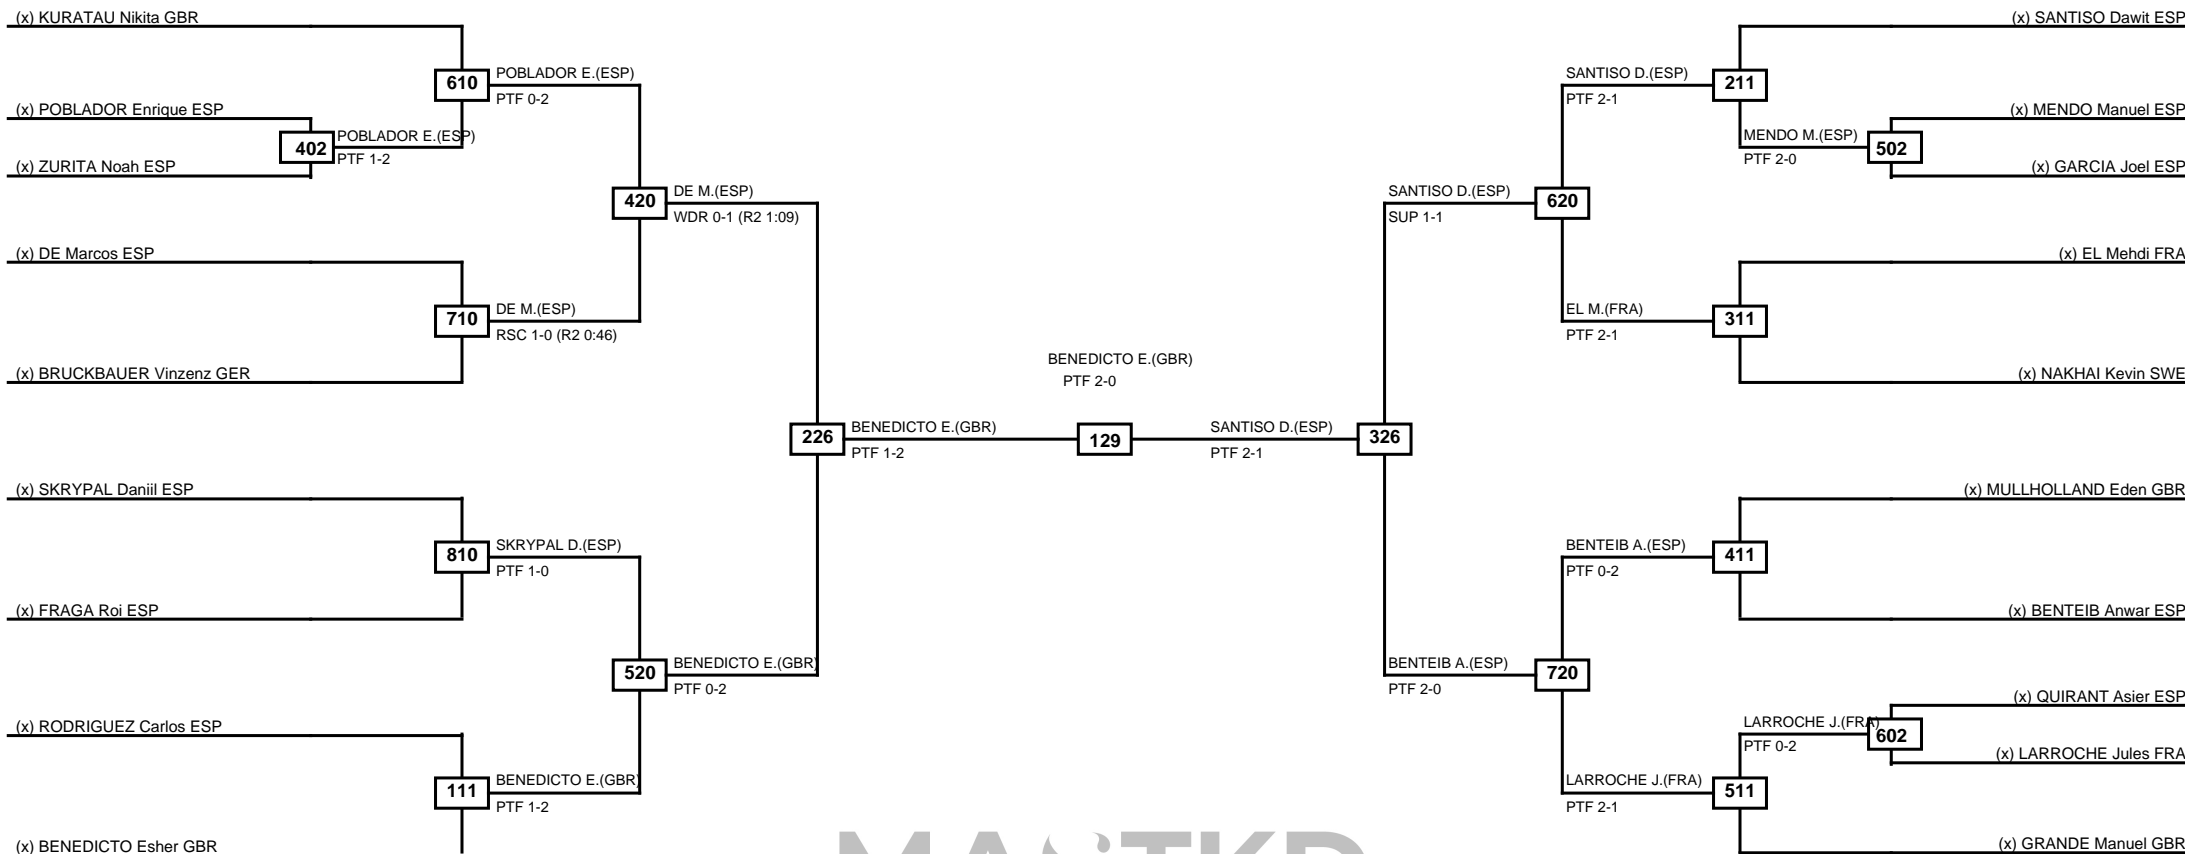 (x) KURATAU Nikita GBR
610
POBLADOR E.(ESP)
PTF 0-2
(x) POBLADOR Enrique ESP
402
POBLADOR E.(ESP)
PTF 1-2
(x) ZURITA Noah ESP
420
DE M.(ESP)
WDR 0-1 (R2 1:09)
(x) DE Marcos ESP
710
DE M.(ESP)
RSC 1-0 (R2 0:46)
(x) BRUCKBAUER Vinzenz GER
226
BENEDICTO E.(GBR)
PTF 1-2
(x) SKRYPAL Daniil ESP
810
SKRYPAL D.(ESP)
PTF 1-0
(x) FRAGA Roi ESP
520
BENEDICTO E.(GBR)
PTF 0-2
(x) RODRIGUEZ Carlos ESP
111
BENEDICTO E.(GBR)
PTF 1-2
(x) BENEDICTO Esher GBR
BENEDICTO E.(GBR)
PTF 2-0
129
SANTISO D.(ESP)
PTF 2-1
326
(x) SANTISO Dawit ESP
SANTISO D.(ESP)
PTF 2-1
211
(x) MENDO Manuel ESP
MENDO M.(ESP)
PTF 2-0
502
(x) GARCIA Joel ESP
SANTISO D.(ESP)
SUP 1-1
620
(x) EL Mehdi FRA
EL M.(FRA)
PTF 2-1
311
(x) NAKHAI Kevin SWE
(x) MULLHOLLAND Eden GBR
BENTEIB A.(ESP)
PTF 0-2
411
(x) BENTEIB Anwar ESP
BENTEIB A.(ESP)
PTF 2-0
720
(x) QUIRANT Asier ESP
LARROCHE J.(FRA)
PTF 0-2
602
(x) LARROCHE Jules FRA
LARROCHE J.(FRA)
PTF 2-1
511
(x) GRANDE Manuel GBR
MASTKD